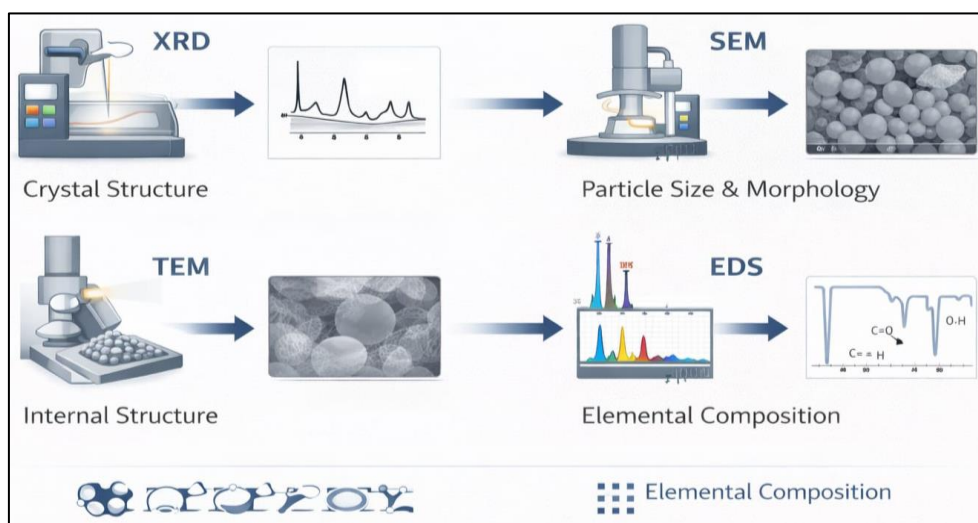 XRD
SEM
Crystal Structure
Particle Size & Morphology
TEM
EDS
C=O
O-H
C= = H
Internal Structure
Elemental Composition
Elemental Composition